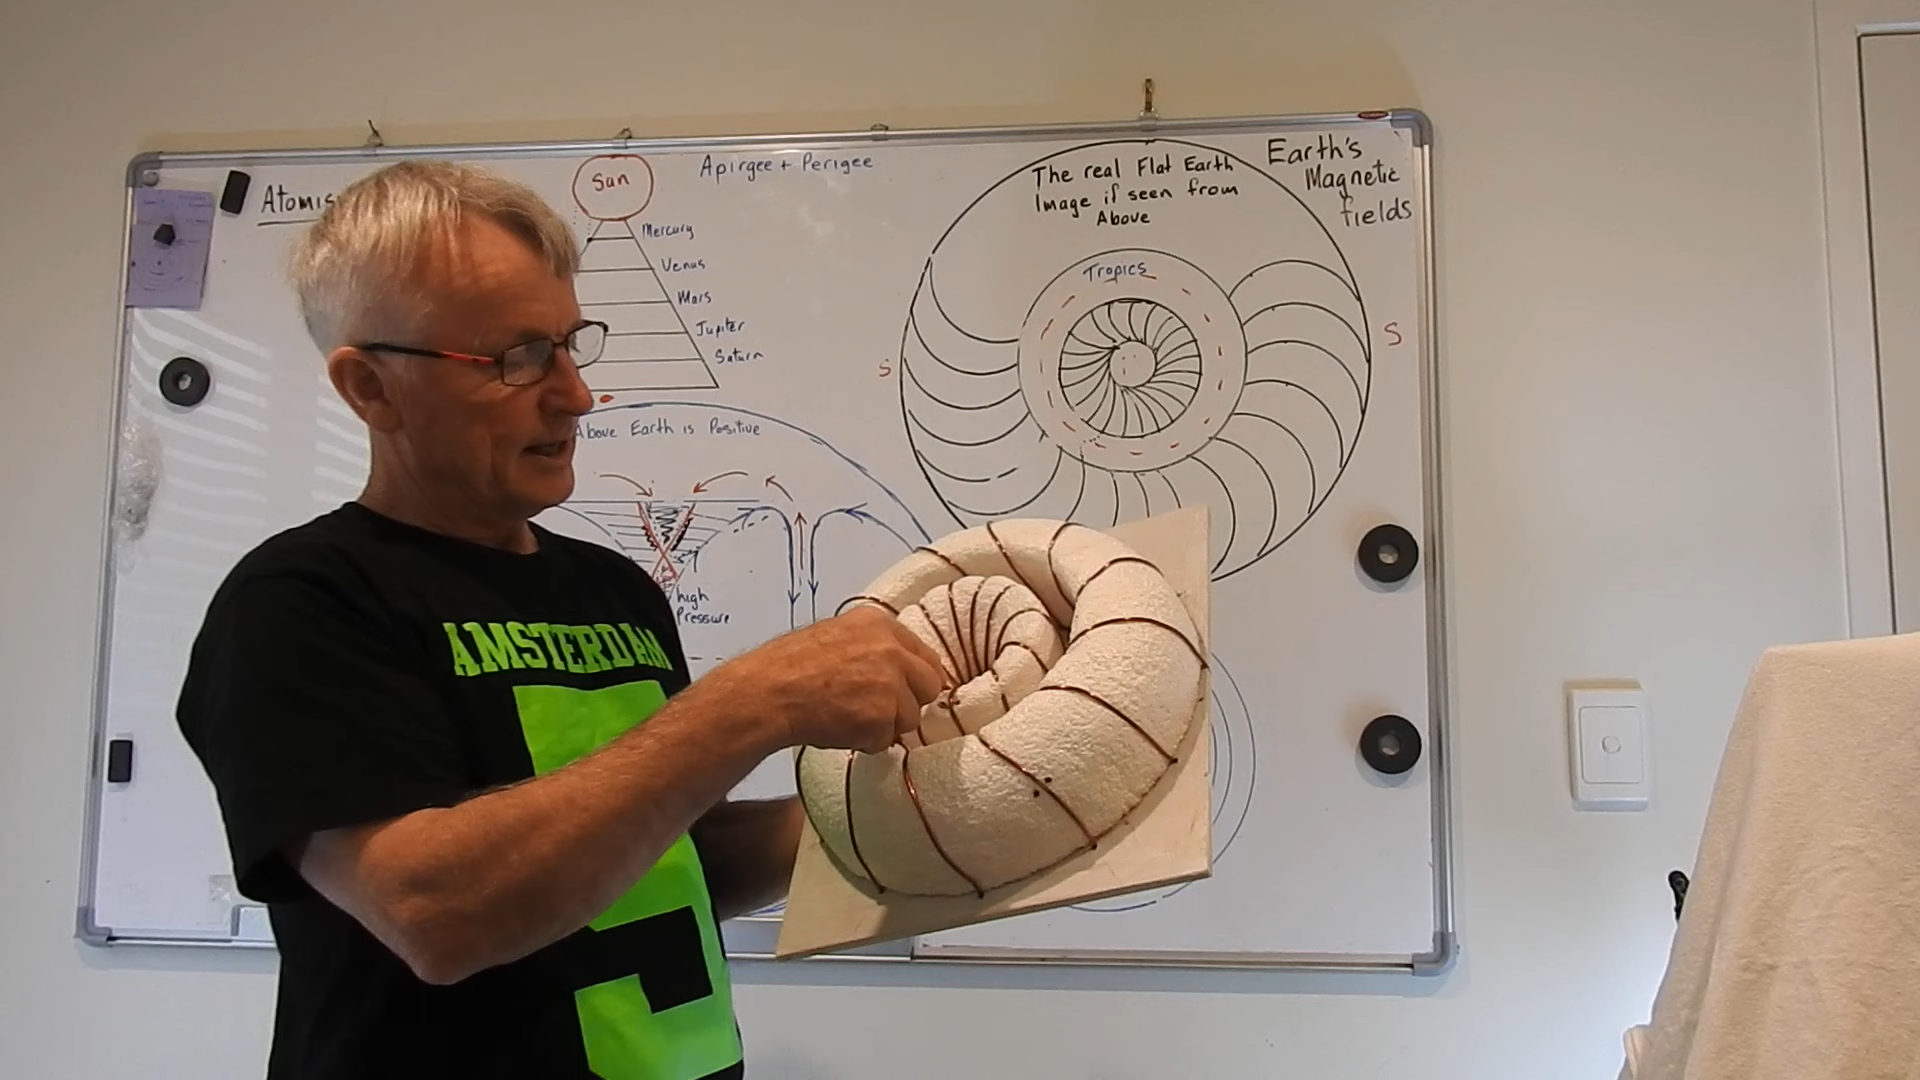 Atomis
Sun
Apirgee + Perigee
Mercury
Venus
Mars
Jupiter
Saturn
Above Earth is Positive
high
Pressure
The real Flat Earth
Image if seen from
Above
Tropics
S
S
Earth's
Magnetic
fields
AMSTERDAM